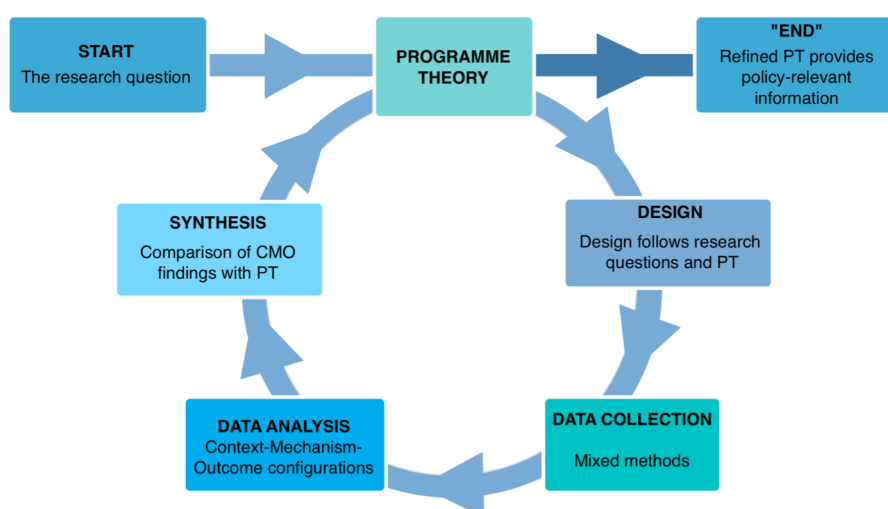 START
The research question
PROGRAMME
THEORY
"END"
Refined PT provides
policy-relevant
information
DESIGN
Design follows research
questions and PT
DATA COLLECTION
Mixed methods
DATA ANALYSIS
Context-Mechanism-
Outcome configurations
SYNTHESIS
Comparison of CMO
findings with PT